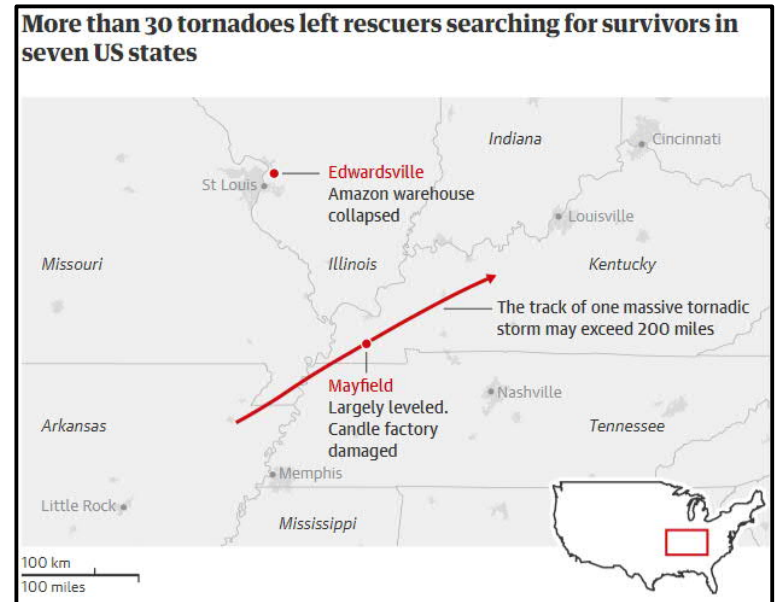 More than 30 tornadoes left rescuers searching for survivors in
seven US states
Indiana
Cincinnati
Edwardsville
Amazon warehouse
collapsed
St Louis
Louisville
Missouri
Illinois
Kentucky
The track of one massive tornadic
storm may exceed 200 miles
Mayfield
Largely leveled.
Candle factory
damaged
Nashville
Arkansas
Tennessee
Memphis
Little Rock
Mississippi
100 km
100 miles